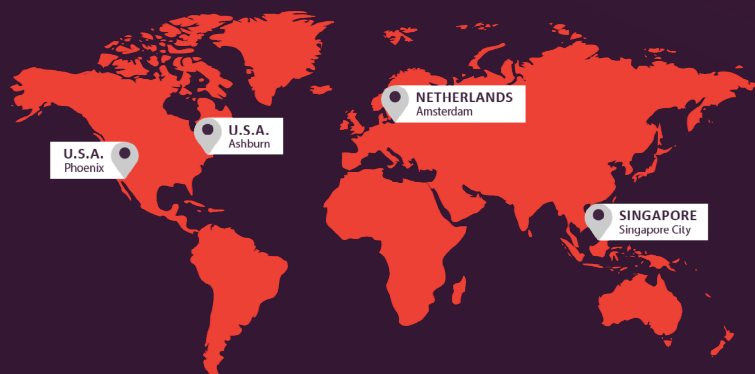 NETHERLANDS
Amsterdam
U.S.A.
Ashburn
U.S.A.
Phoenix
SINGAPORE
Singapore City